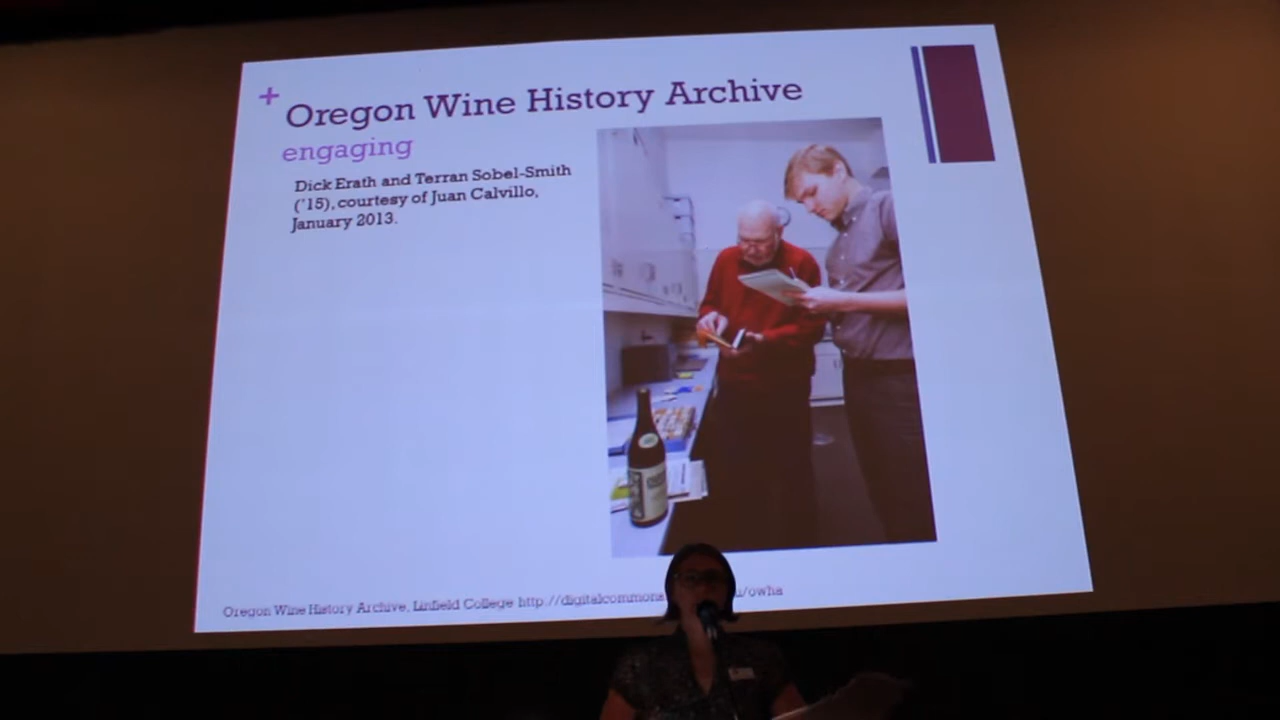 +
Oregon Wine History Archive
engaging
Dick Erath and Terran Sobel-Smith
('15), courtesy of Juan Calvillo,
January 2013.
Oregon Wine History Archive, Linfield College http://digitalcommons u/owha